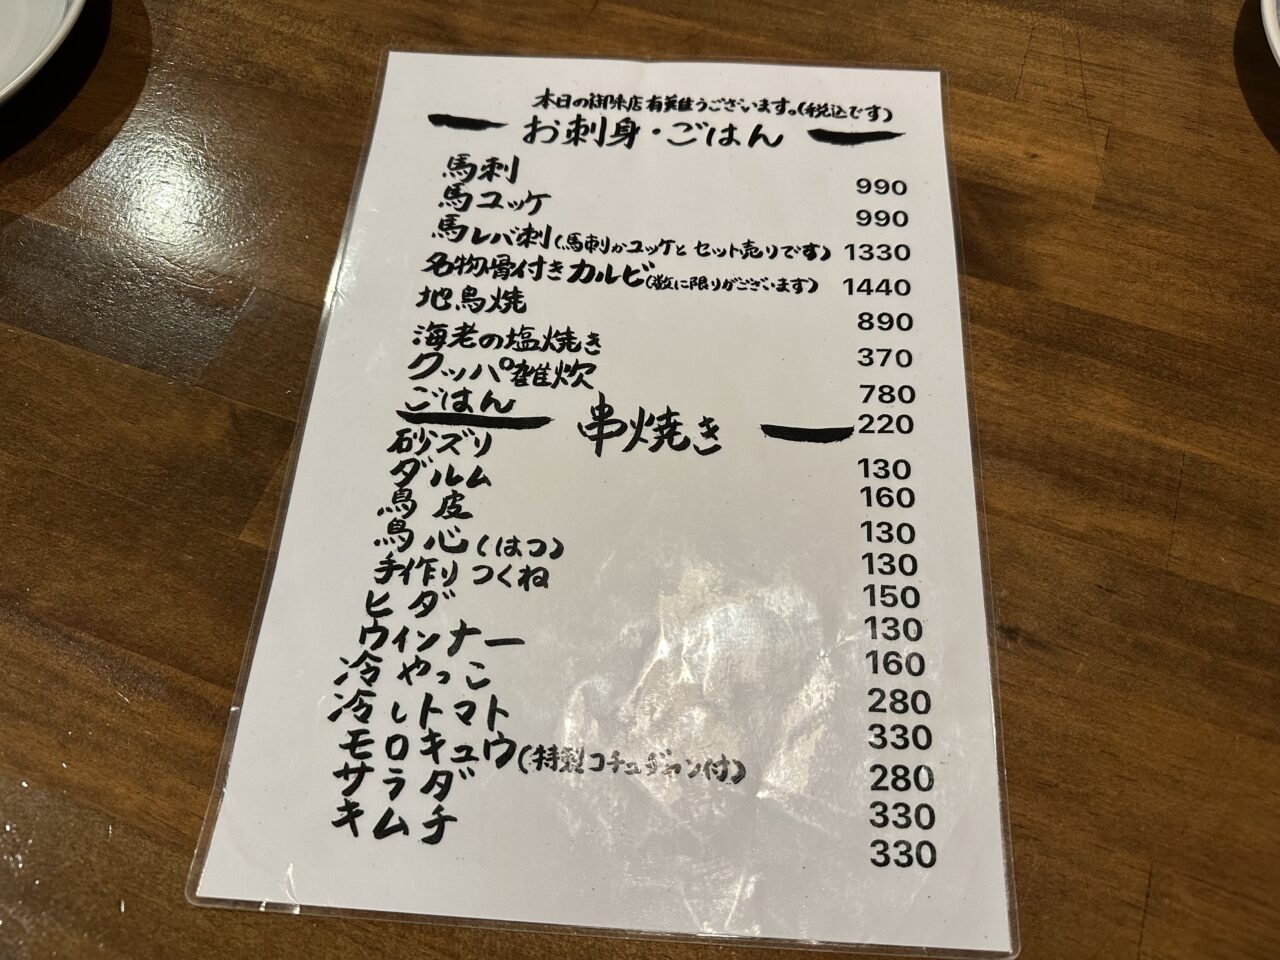 本日の御来店有難うございます。(税込です)
お刺身・ごはん
馬刺 990
馬ユッケ 990
馬レバ刺(馬刺かユッケと セット売りです) 1330
名物骨付きカルビ(数に限りがございます) 1440
地鳥焼 890
海老の塩焼き 370
クッパ雑炊 780
ごはん 220
串焼き
砂ズリ 130
ダルム 160
鳥皮 130
鳥心(はつ) 130
手作りつくね 150
ヒダ 130
ウィンナー 160
冷やっこ 280
冷しトマト 330
モロキュウ(特製コチュジャン付) 280
サラダ 330
キムチ 330